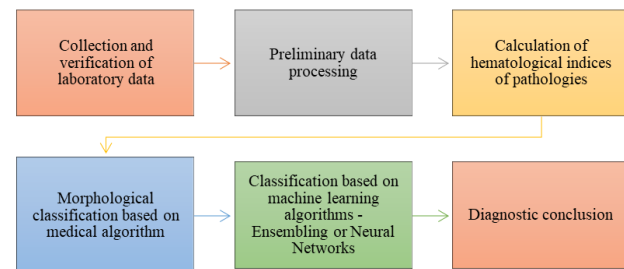 Collection and
verification of
laboratory data
Preliminary data
processing
Calculation of
hematological indices
of pathologies
Morphological
classification based on
medical algorithm
Classification based on
machine learning
algorithms -
Ensembling or Neural
Networks
Diagnostic conclusion